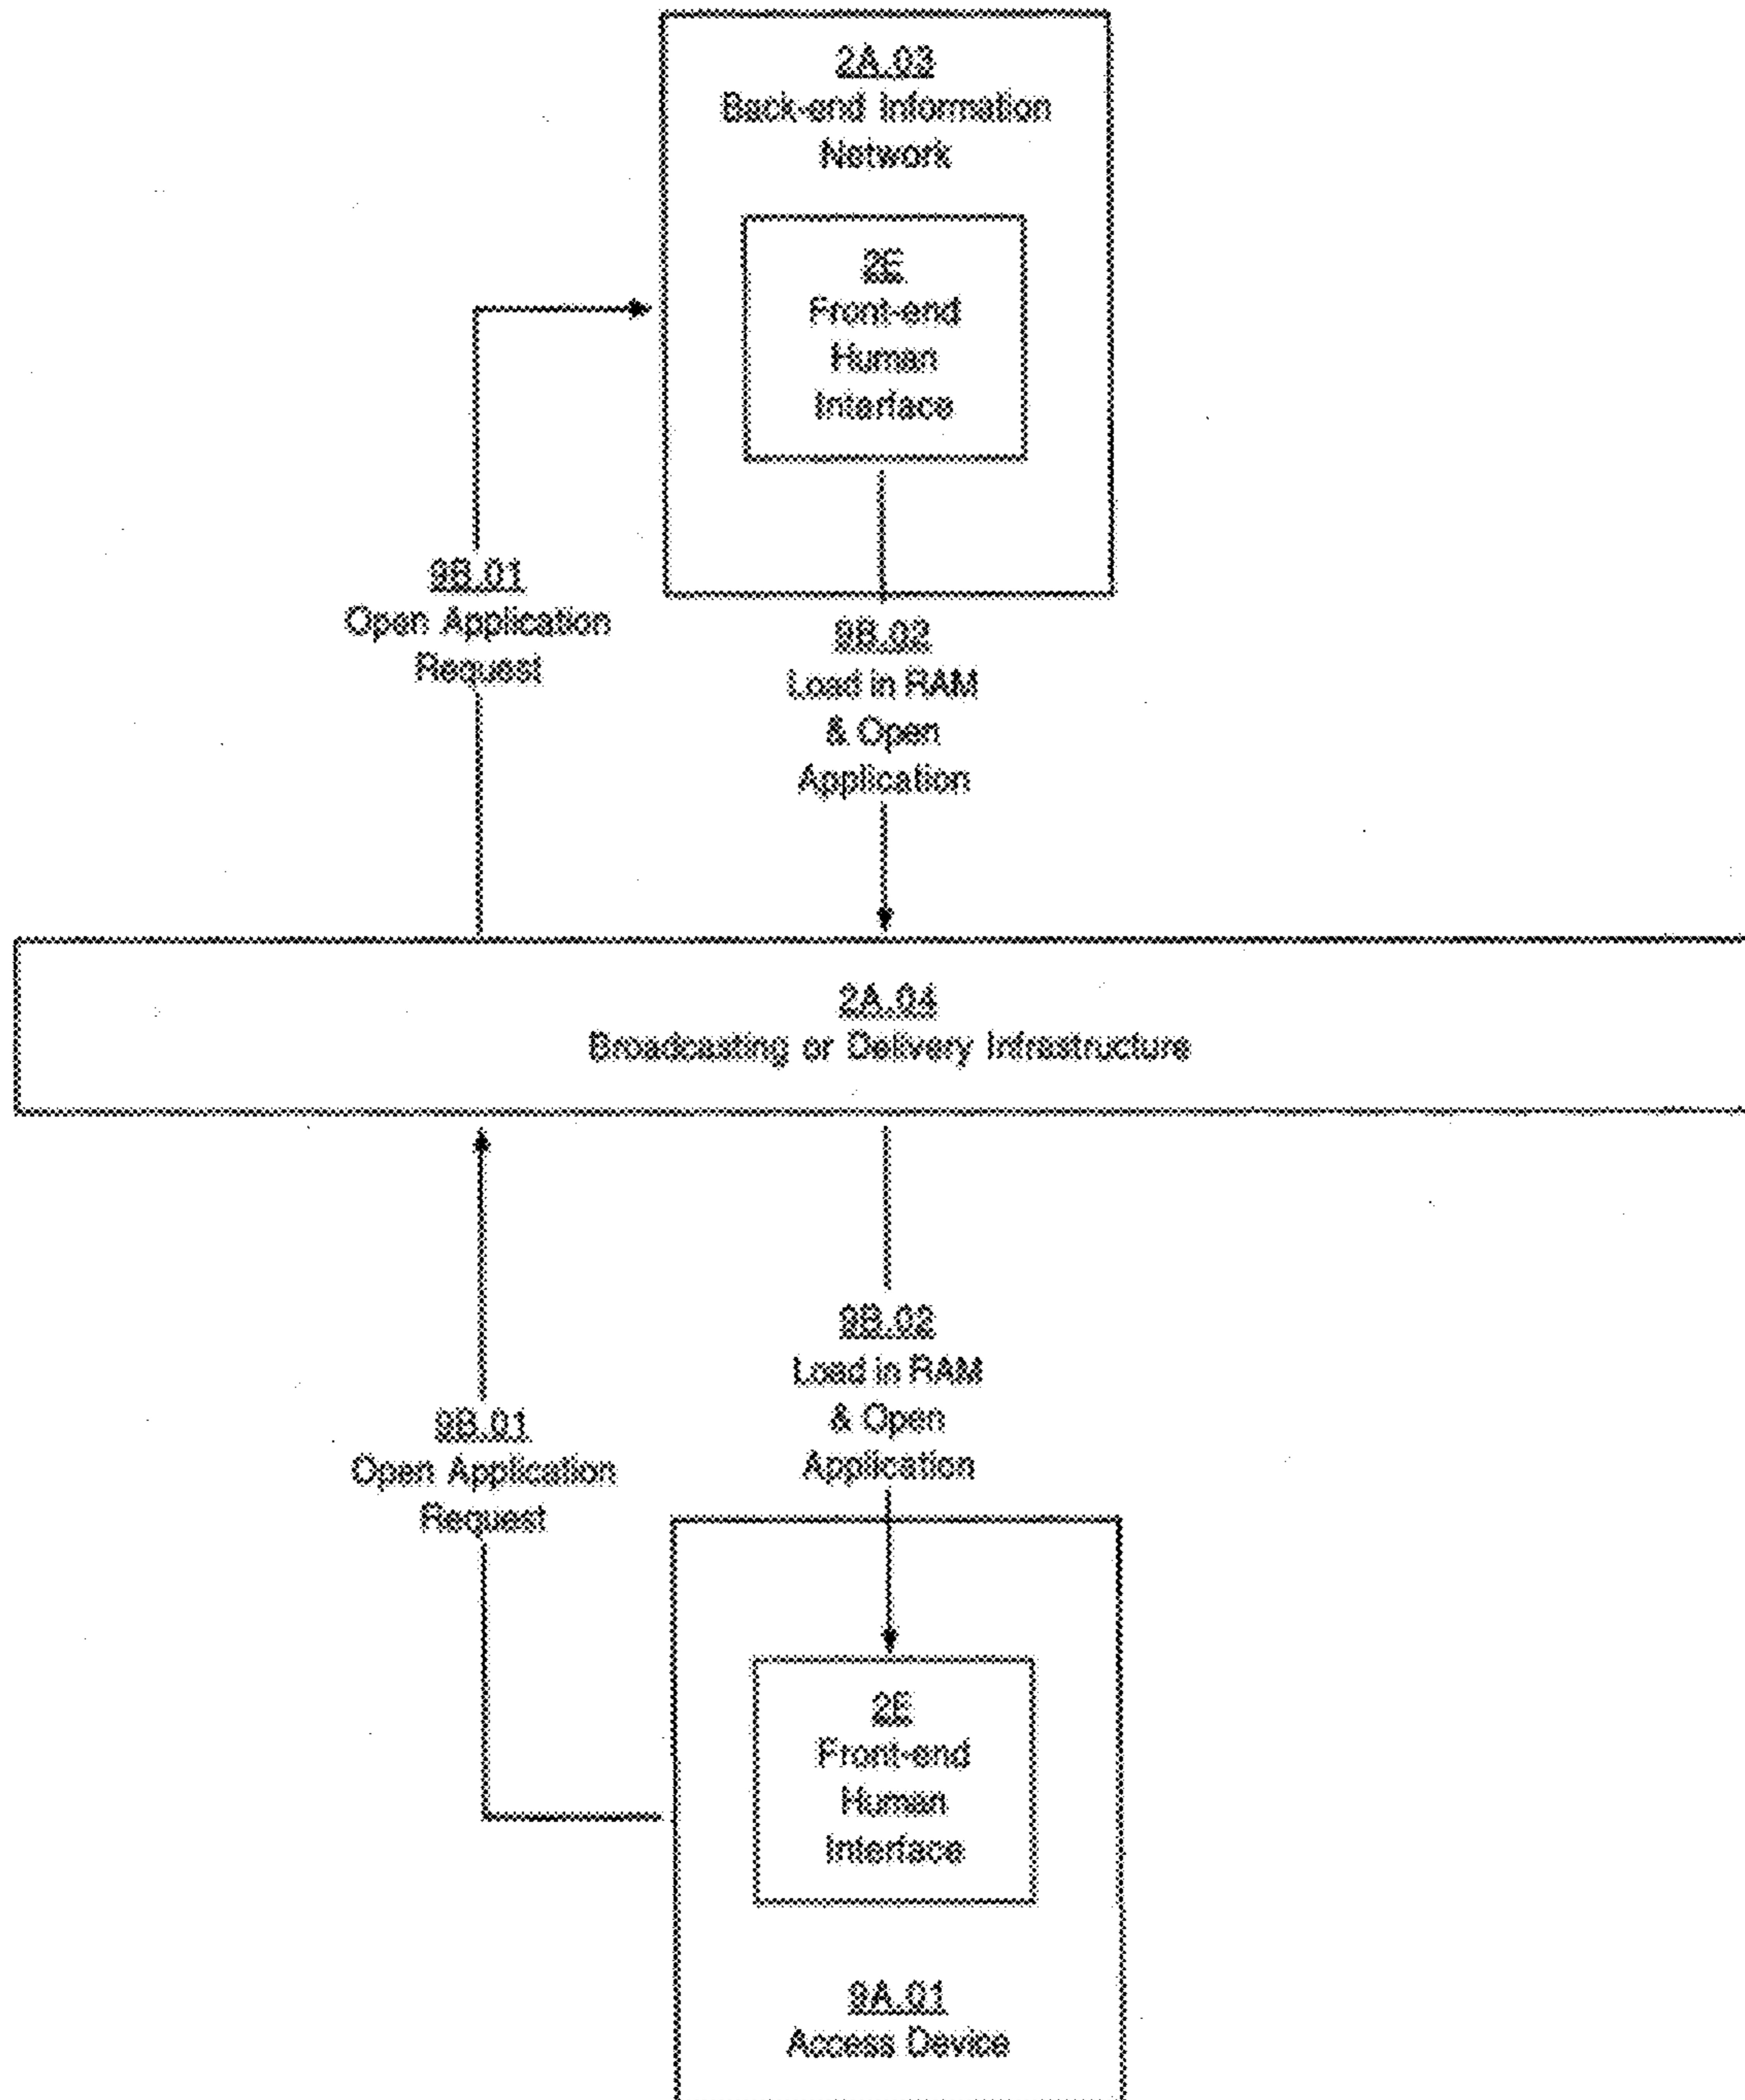 2A.03
Back-end Information
Network
2E
Front-end
Human
Interface
9B.01
Open Application
Request
9B.02
Load in RAM
& Open
Application
2A.04
Broadcasting or Delivery Infrastructure
9B.02
Load in RAM
& Open
Application
9B.01
Open Application
Request
2E
Front-end
Human
Interface
9A.01
Access Device